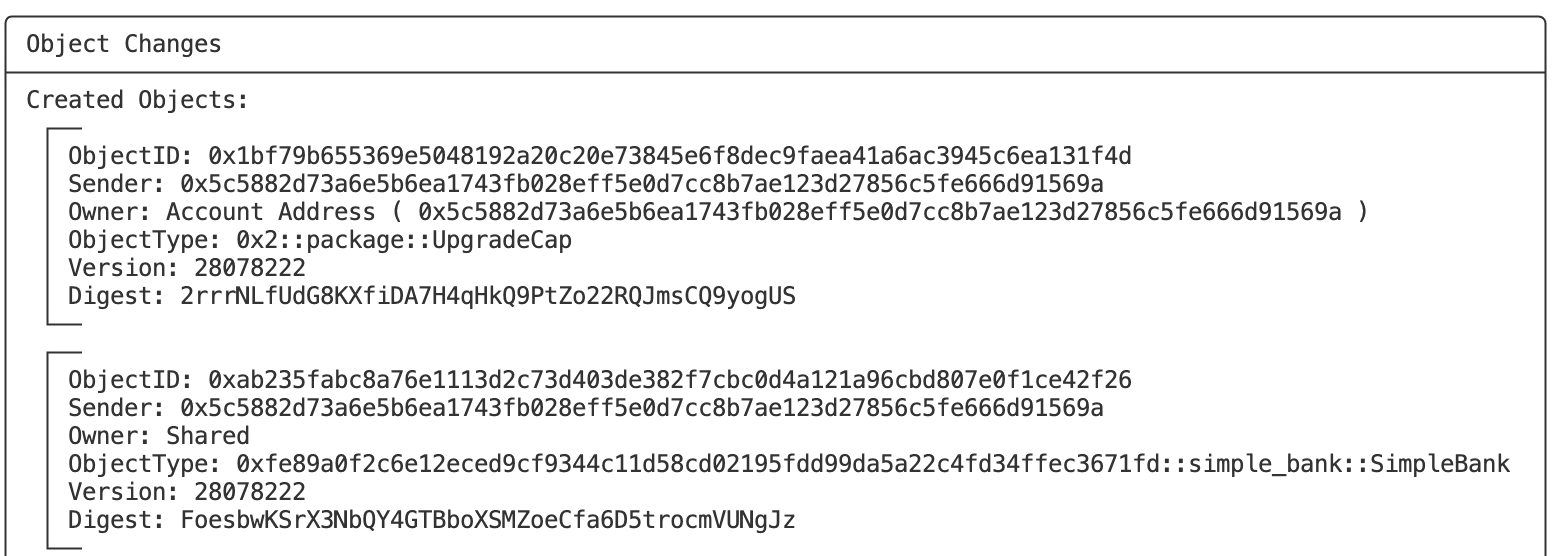 Object Changes
Created Objects:
ObjectID: 0x1bf79b655369e5048192a20c20e73845e6f8dec9faea41a6ac3945c6ea131f4d
Sender: 0x5c5882d73a6e5b6ea1743fb028eff5e0d7cc8b7ae123d27856c5fe666d91569a
Owner: Account Address ( 0x5c5882d73a6e5b6ea1743fb028eff5e0d7cc8b7ae123d27856c5fe666d91569a )
ObjectType: 0x2::package::UpgradeCap
Version: 28078222
Digest: 2rrrNLfUdG8KXfiDA7H4qHkQ9PtZo22RQJmsCQ9yogUS
ObjectID: 0xab235fabc8a76e1113d2c73d403de382f7cbc0d4a121a96cbd807e0f1ce42f26
Sender: 0x5c5882d73a6e5b6ea1743fb028eff5e0d7cc8b7ae123d27856c5fe666d91569a
Owner: Shared
ObjectType: 0xfe89a0f2c6e12eced9cf9344c11d58cd02195fdd99da5a22c4fd34ffec3671fd::simple_bank::SimpleBank
Version: 28078222
Digest: FoesbwKSrX3NbQY4GTBboXSMZoeCfa6D5trocmVUNgJz